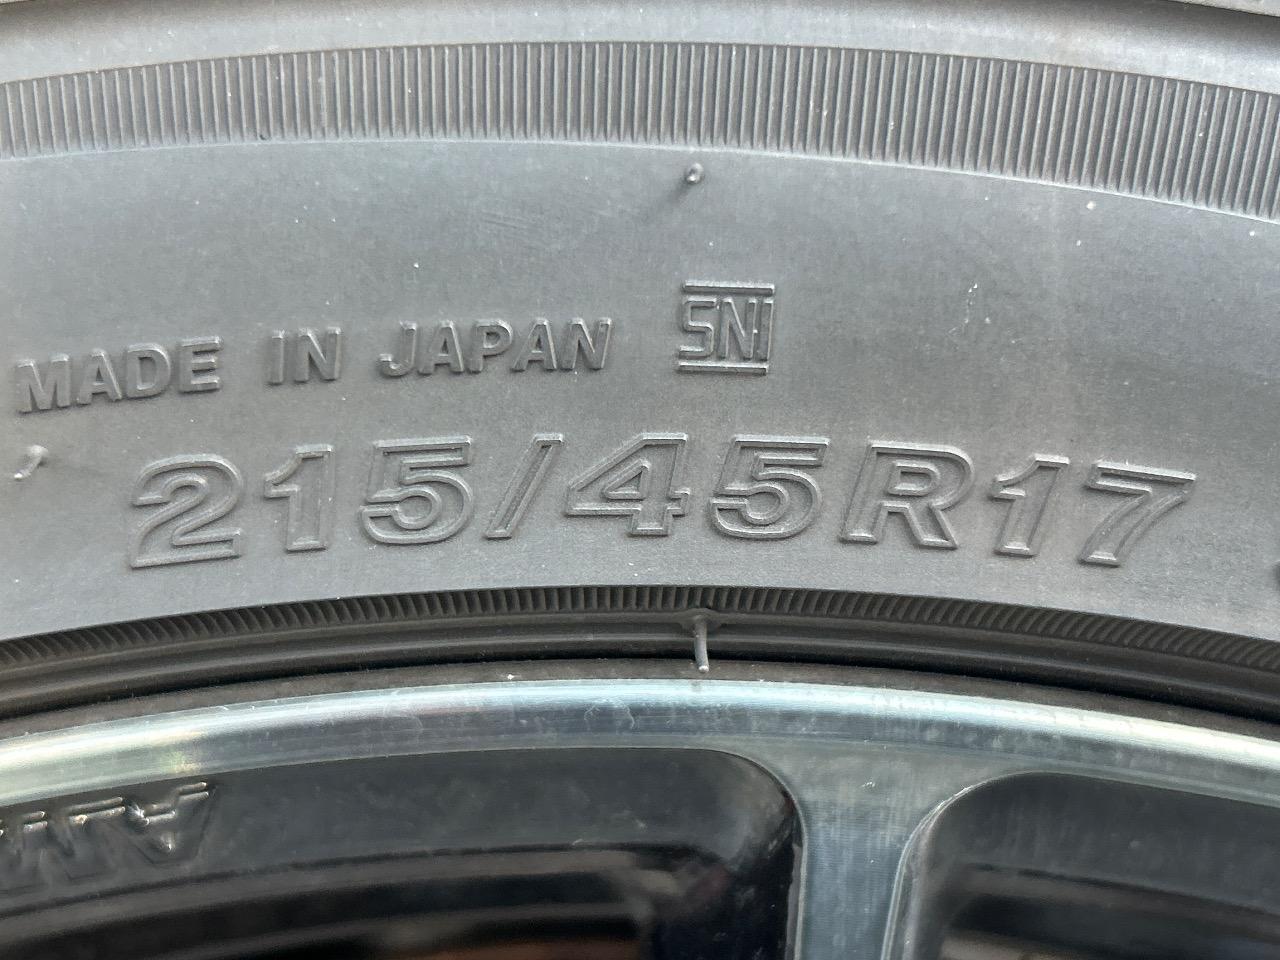 MADE IN JAPAN SNI
215/45R17